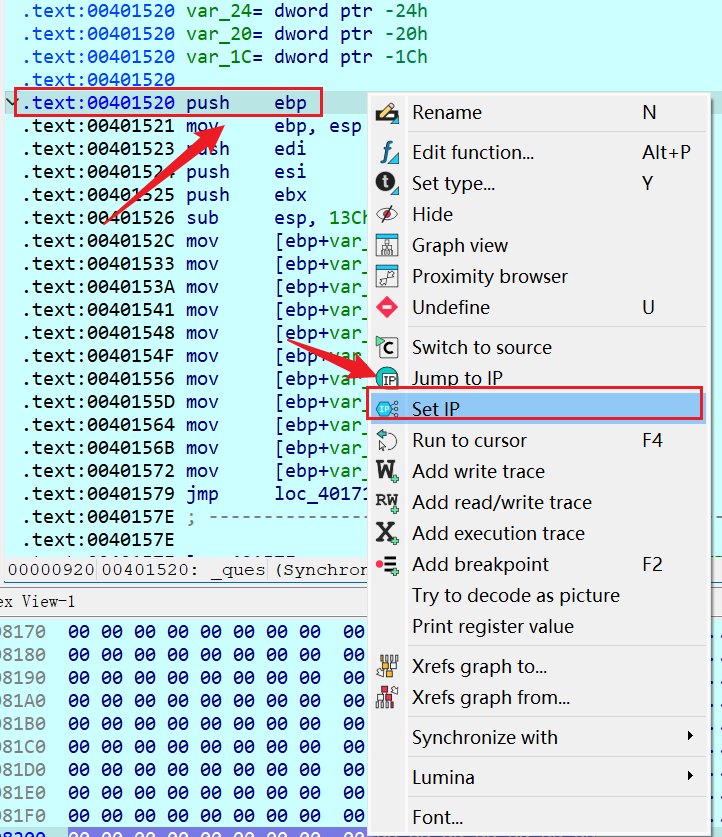 .text:00401520 var_24= dword ptr -24h
.text:00401520 var_20= dword ptr -20h
.text:00401520 var_1C= dword ptr -1Ch
.text:00401520
.text:00401520 push ebp
.text:00401521 mov ebp, esp
.text:00401523 push edi
.text:00401524 push esi
.text:00401525 push ebx
.text:00401526 sub esp, 13Ch
.text:0040152C mov [ebp+var_
.text:00401533 mov [ebp+var_
.text:0040153A mov [ebp+var_
.text:00401541 mov [ebp+var_
.text:00401548 mov [ebp+var_
.text:0040154F mov [ebp+var_
.text:00401556 mov [ebp+var_
.text:0040155D mov [ebp+var_
.text:00401564 mov [ebp+var_
.text:0040156B mov [ebp+var_
.text:00401572 mov [ebp+var_
.text:00401579 jmp loc_40171
.text:0040157E ; ---------------
.text:0040157E
00000920 00401520: _ques (Synchron
Rename N
Edit function... Alt+P
Set type... Y
Hide
Graph view
Proximity browser
Undefine U
Switch to source
Jump to IP
Set IP
Run to cursor F4
Add write trace
Add read/write trace
Add execution trace
Add breakpoint F2
Try to decode as picture
Print register value
Xrefs graph to...
Xrefs graph from...
Synchronize with
Lumina
Font...
ex View-1
98170 00 00 00 00 00 00 00 00 00
98180 00 00 00 00 00 00 00 00 00
98190 00 00 00 00 00 00 00 00 00
981A0 00 00 00 00 00 00 00 00 00
981B0 00 00 00 00 00 00 00 00 00
981C0 00 00 00 00 00 00 00 00 00
981D0 00 00 00 00 00 00 00 00 00
981E0 00 00 00 00 00 00 00 00 00
981F0 00 00 00 00 00 00 00 00 00